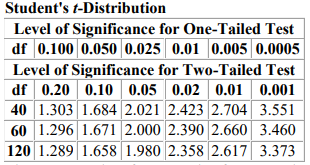 Student's t-Distribution
Level of Significance for One-Tailed Test
df 0.100 0.050 0.025 0.01 0.005 0.0005
Level of Significance for Two-Tailed Test
df 0.20 0.10 0.05 0.02 0.01 0.001
40 1.303 1.684 2.021 2.423 2.704 3.551
60 1.296 1.671 2.000 2.390 2.660 3.460
120 1.289 1.658 1.980 2.358 2.617 3.373